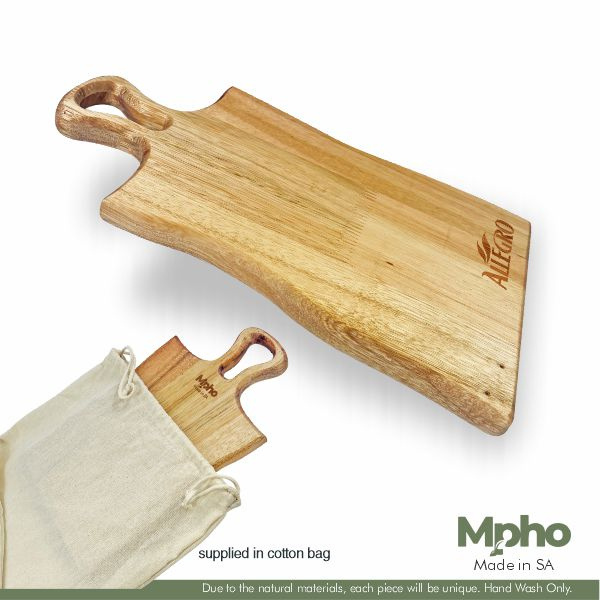 ALLEGRO
Mpho
supplied in cotton bag
Mpho
Made in SA
Due to the natural materials, each piece will be unique. Hand Wash Only.